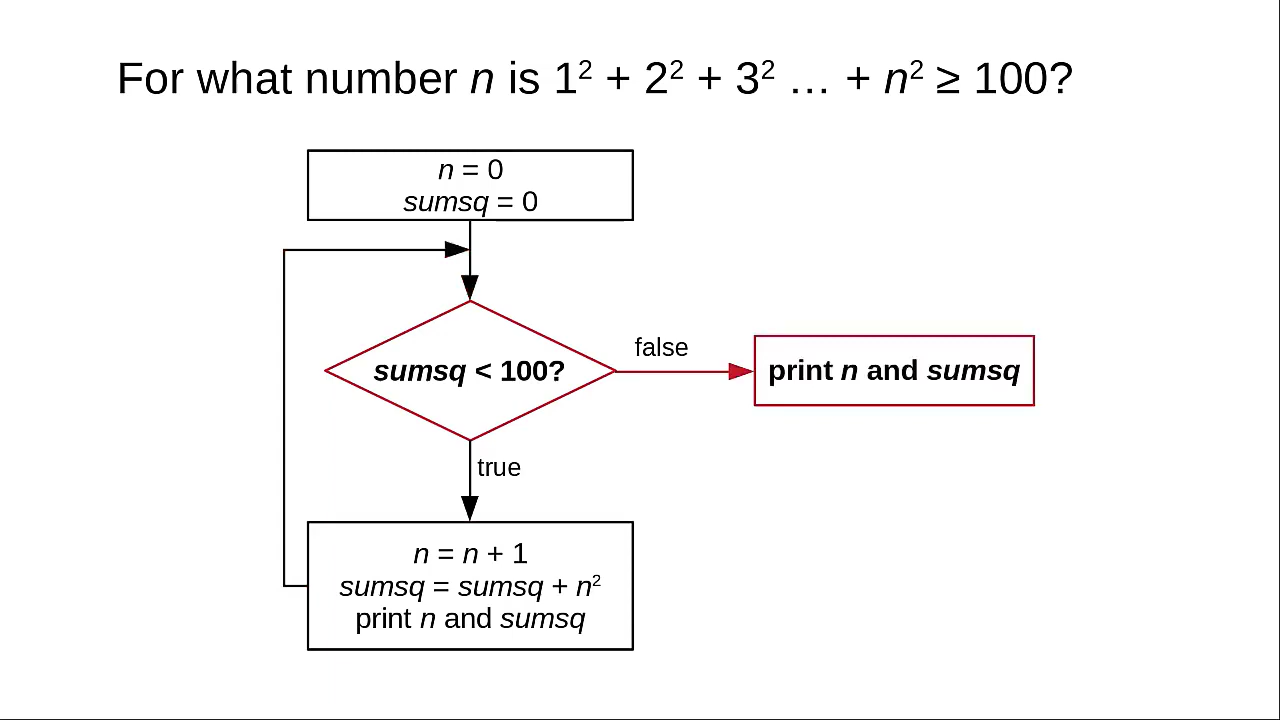 For what number n is 1² + 2² + 3² … + n² ≥ 100?
n = 0
sumsq = 0
sumsq < 100?
false
print n and sumsq
true
n = n + 1
sumsq = sumsq + n²
print n and sumsq